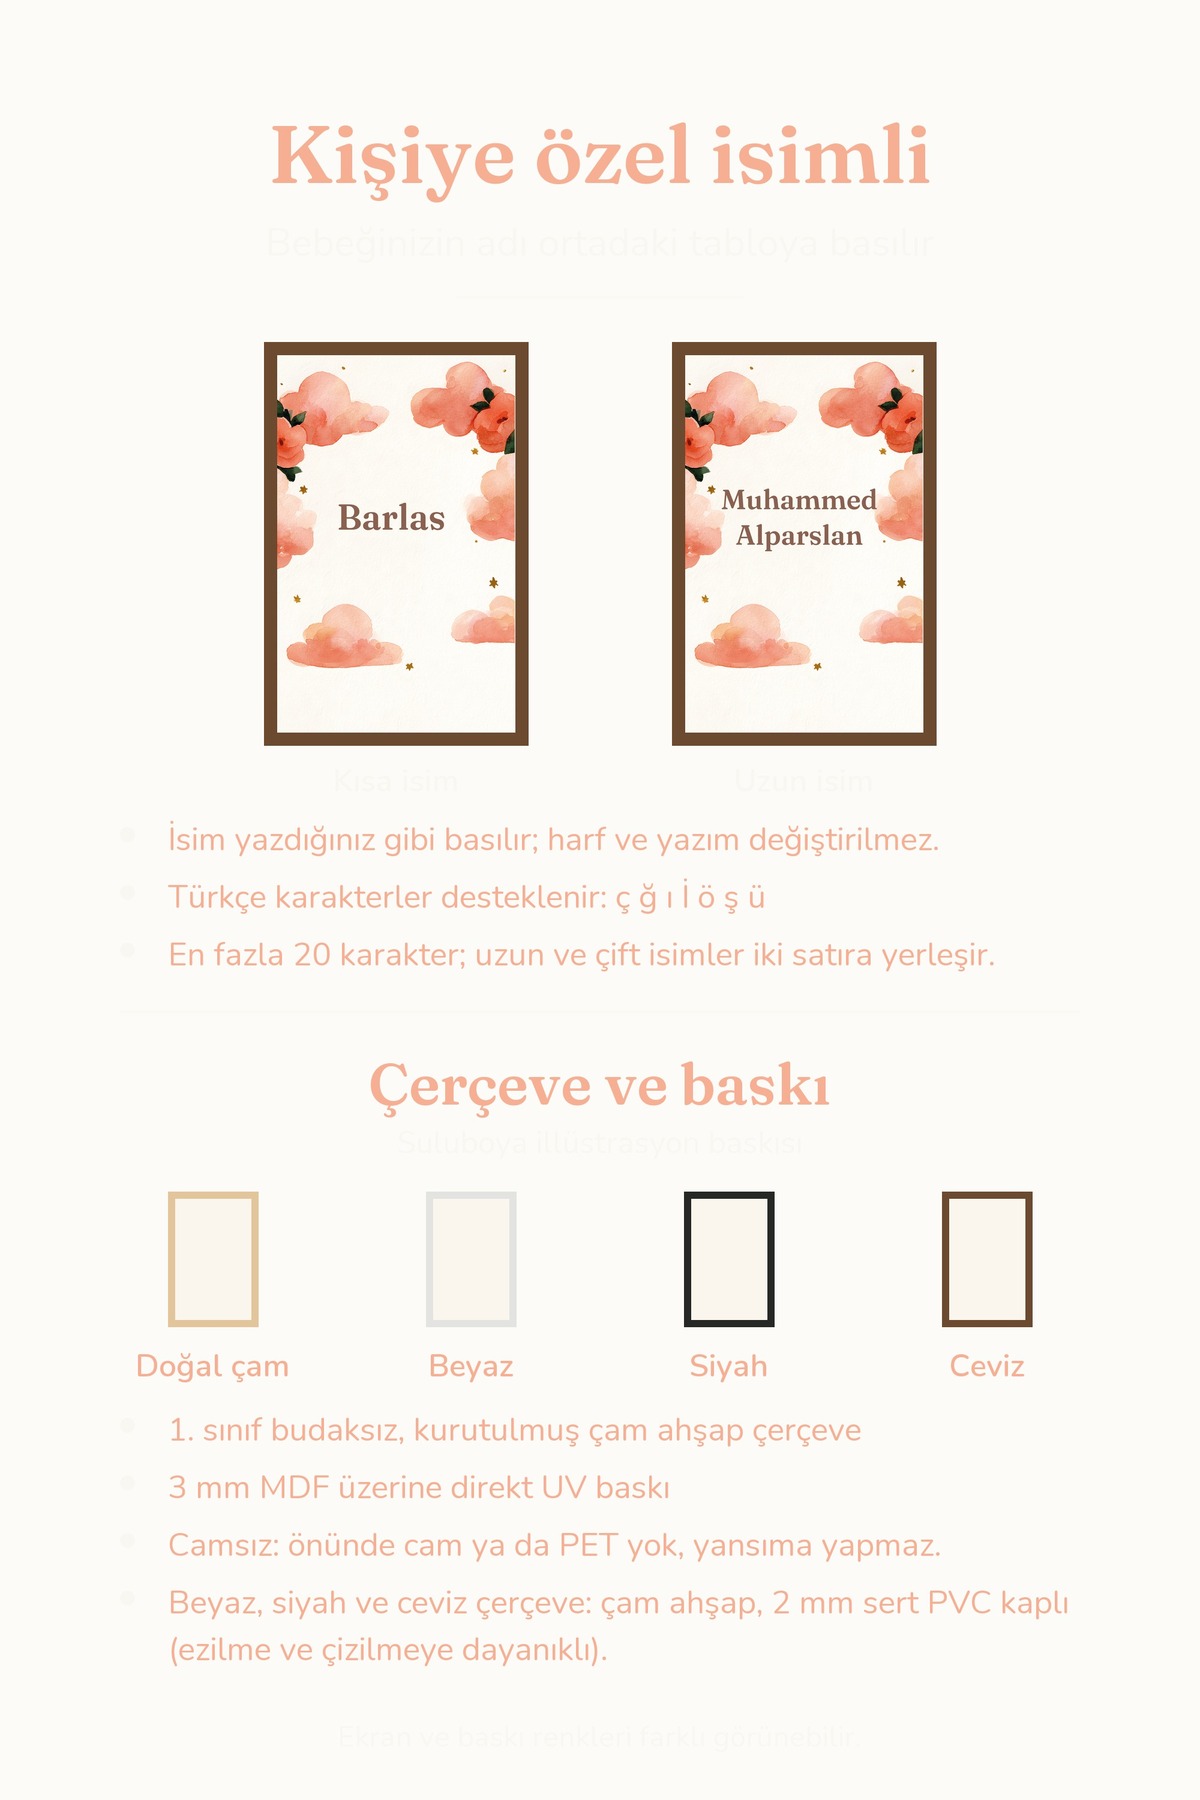 Kişiye özel isimli
Bebeğinizin adı ortadaki tabloya basılır
Barlas
Muhammed
Alparslan
Kısa isim
Uzun isim
İsim yazdığınız gibi basılır; harf ve yazım değiştirilmez.
Türkçe karakterler desteklenir: ç ğ ı İ ö ş ü
En fazla 20 karakter; uzun ve çift isimler iki satıra yerleşir.
Çerçeve ve baskı
Suluboya illüstrasyon baskısı
Doğal çam
Beyaz
Siyah
Ceviz
1. sınıf budaksız, kurutulmuş çam ahşap çerçeve
3 mm MDF üzerine direkt UV baskı
Camsız: önünde cam ya da PET yok, yansıma yapmaz.
Beyaz, siyah ve ceviz çerçeve: çam ahşap, 2 mm sert PVC kaplı
(ezilme ve çizilmeye dayanıklı).
Ekran ve baskı renkleri farklı görünebilir.